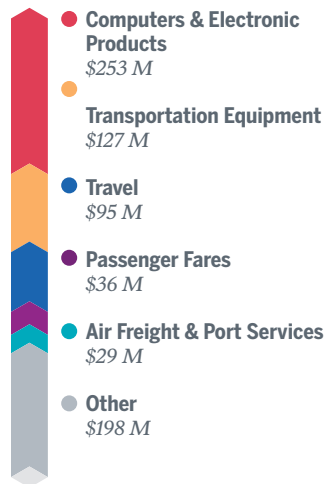 Computers & Electronic
Products
$253 M
Transportation Equipment
$127 M
Travel
$95 M
Passenger Fares
$36 M
Air Freight & Port Services
$29 M
Other
$198 M